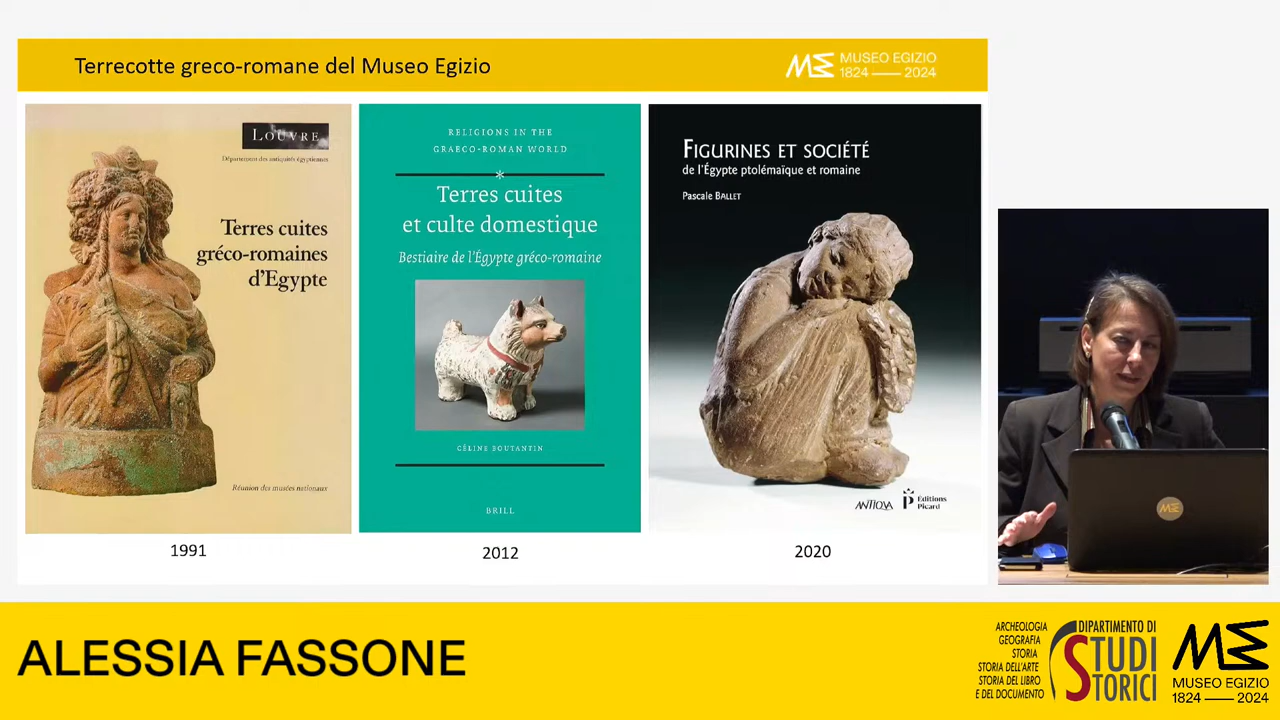 Terrecotte greco-romane del Museo Egizio
MUSEO EGIZIO
1824 — 2024
LOUVRE
Département des antiquités égyptiennes
Terres cuites
gréco-romaines
d'Egypte
Réunion des musées nationaux
1991
RELIGIONS IN THE
GRAECO-ROMAN WORLD
*
Terres cuites
et culte domestique
Bestiaire de l'Égypte gréco-romaine
CÉLINE BOUTANTIN
BRILL
2012
FIGURINES ET SOCIÉTÉ
de l'Égypte ptolémaïque et romaine
Pascale BALLET
ANTIQVA
Éditions
Picard
2020
ALESSIA FASSONE
ARCHEOLOGIA
GEOGRAFIA
STORIA
STORIA DELL'ARTE
STORIA DEL LIBRO
E DEL DOCUMENTO
DIPARTIMENTO DI
STUDI
STORICI
ME
MUSEO EGIZIO
1824 — 2024